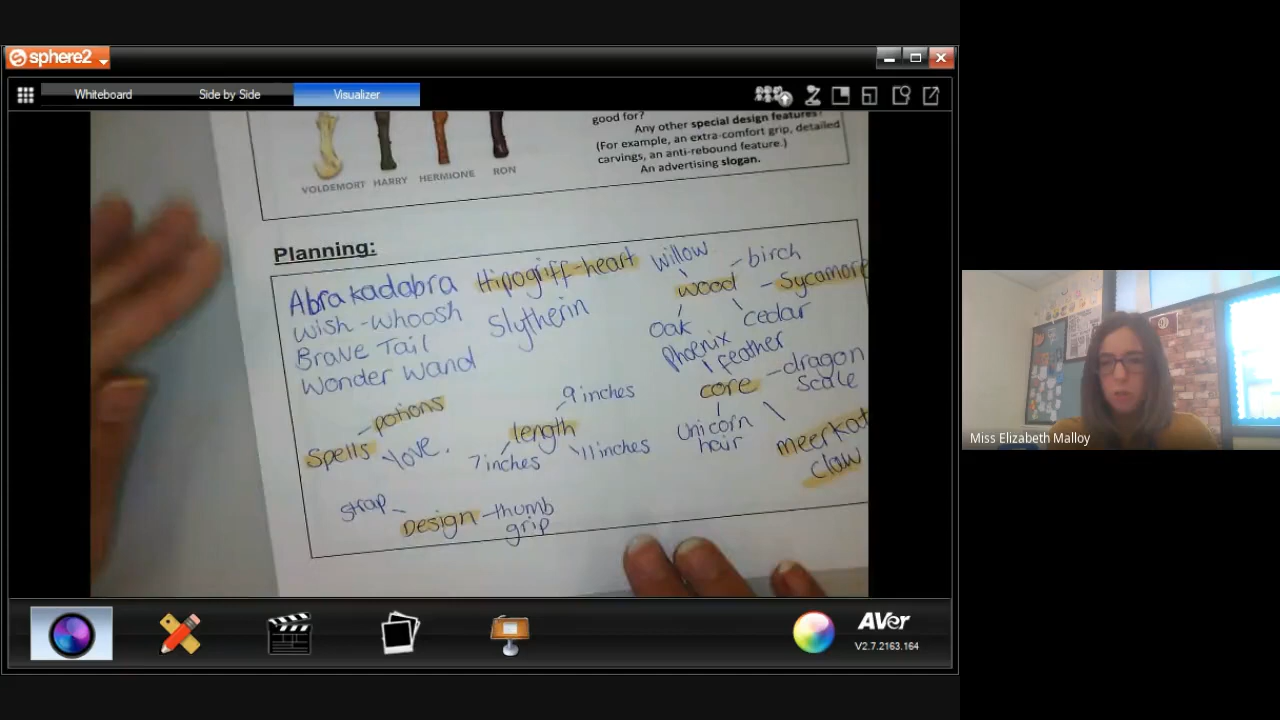 sphere2
Whiteboard
Side by Side
Visualizer
good for?
Any other special design features?
(For example, an extra-comfort grip, detailed
carvings, an anti-rebound feature.)
An advertising slogan.
VOLDEMORT HARRY HERMIONE RON
Planning:
Abrakadabra
Wish-Whoosh
Brave Tail
Wonder Wand
Hipogriff-heart
Slytherin
Willow
birch
wood
Sycamore
Oak
cedar
Phoenix
feather
core
dragon
scale
Unicorn
hair
meerkat
claw
potions
Spells
love.
9 inches
length
7 inches
11 inches
strap
Design
thumb
grip
Miss Elizabeth Malloy
AVer
V2.7.2163.164